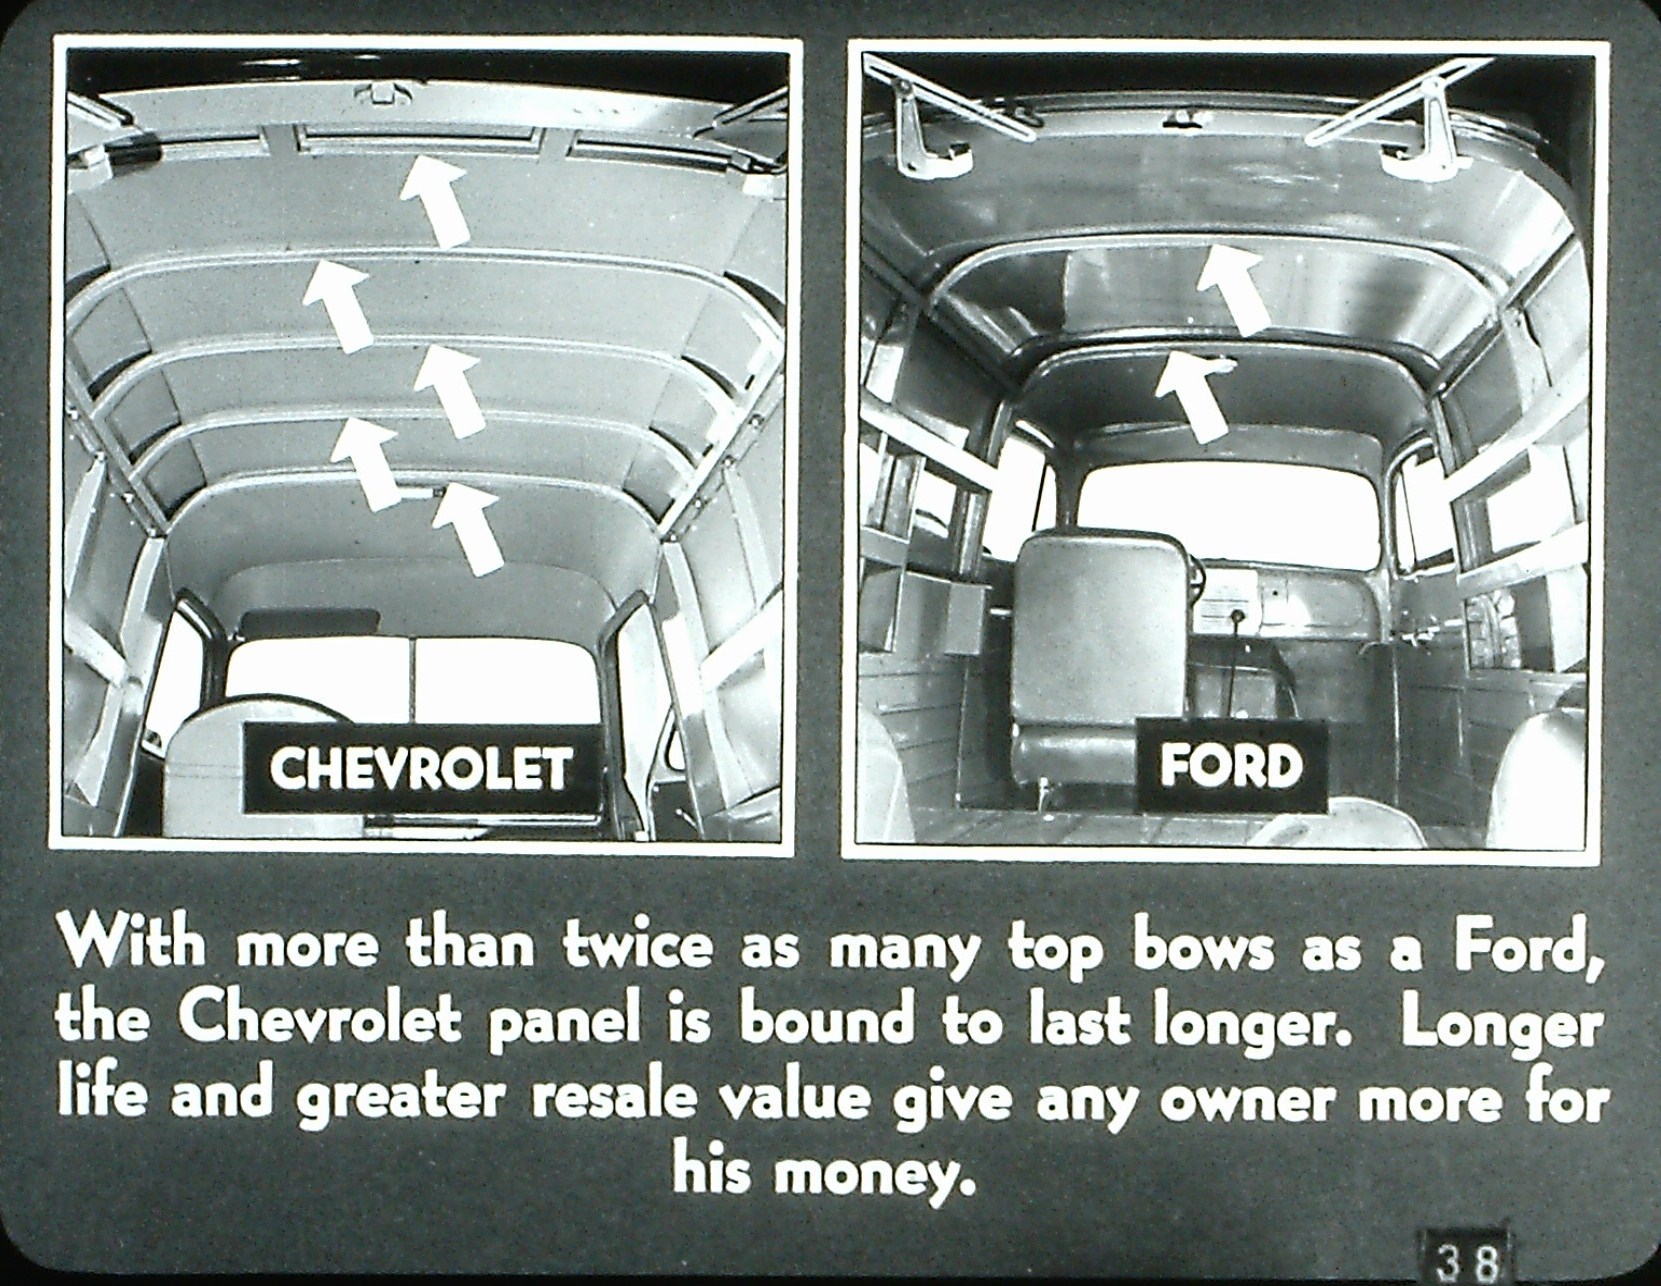 CHEVROLET
FORD
With more than twice as many top bows as a Ford,
the Chevrolet panel is bound to last longer. Longer
life and greater resale value give any owner more for
his money.
38